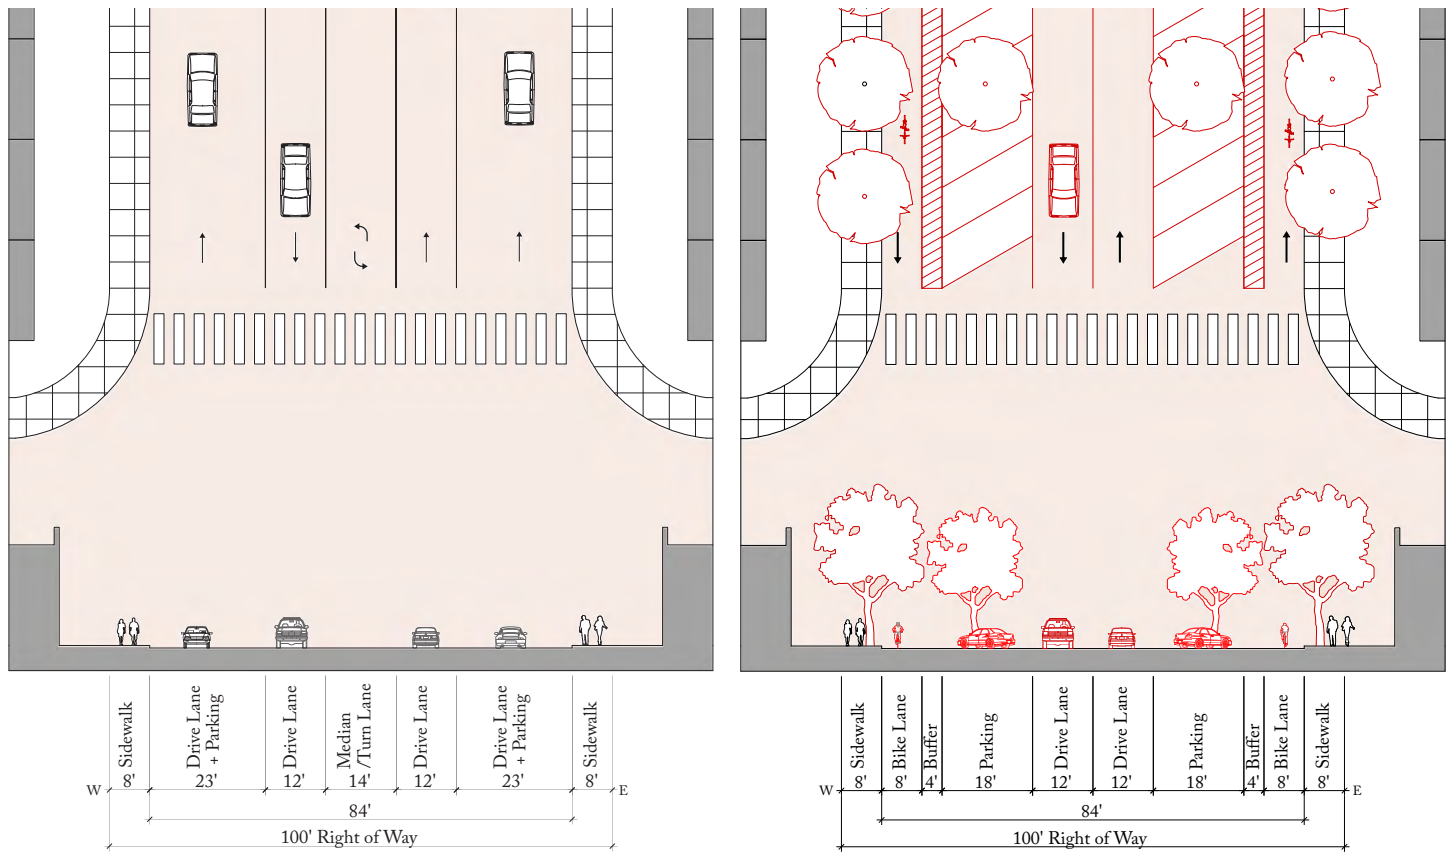 Sidewalk
8'
Drive Lane
+ Parking
23'
Drive Lane
12'
Median
/Turn Lane
14'
Drive Lane
12'
Drive Lane
+ Parking
23'
Sidewalk
8'
W
E
84'
100' Right of Way
Sidewalk
8'
Bike Lane
8'
Buffer
4'
Parking
18'
Drive Lane
12'
Drive Lane
12'
Parking
18'
Buffer
4'
Bike Lane
8'
Sidewalk
8'
W
E
84'
100' Right of Way